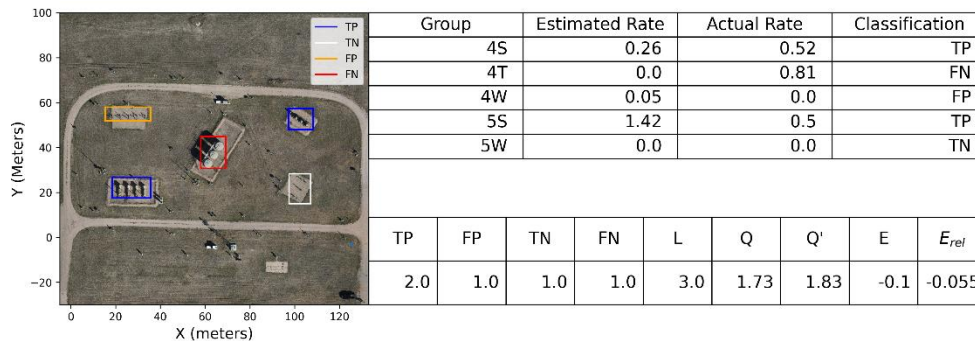 100
80
60
40
20
0
−20
Y (Meters)
0 20 40 60 80 100 120
X (meters)
TP
TN
FP
FN
Group Estimated Rate Actual Rate Classification
4S 0.26 0.52 TP
4T 0.0 0.81 FN
4W 0.05 0.0 FP
5S 1.42 0.5 TP
5W 0.0 0.0 TN
TP FP TN FN L Q Q' E E_rel
2.0 1.0 1.0 1.0 3.0 1.73 1.83 -0.1 -0.055